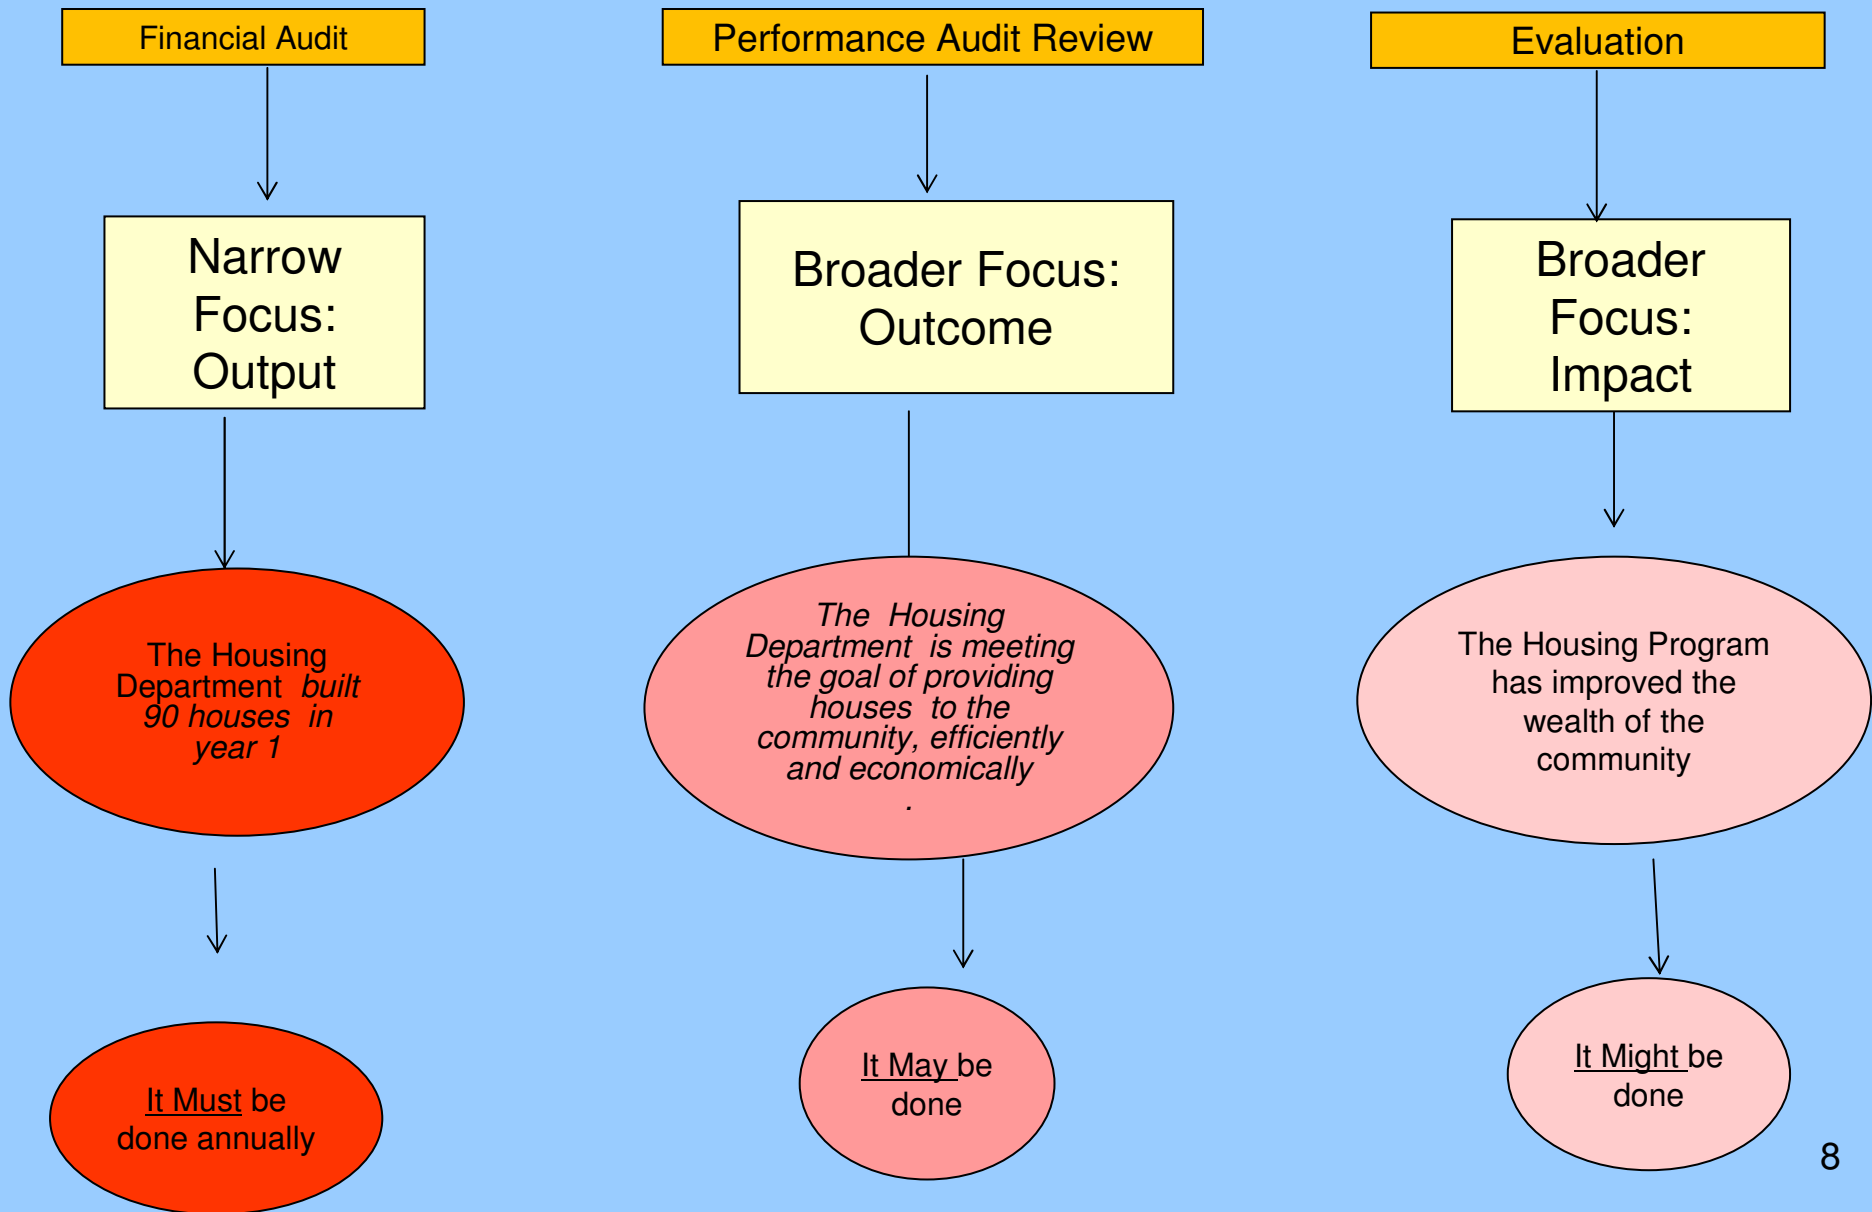 Financial Audit
Narrow
Focus:
Output
The Housing
Department built
90 houses in
year 1
It Must be
done annually
Performance Audit Review
Broader Focus:
Outcome
The Housing
Department is meeting
the goal of providing
houses to the
community, efficiently
and economically
.
It May be
done
Evaluation
Broader
Focus:
Impact
The Housing Program
has improved the
wealth of the
community
It Might be
done
8